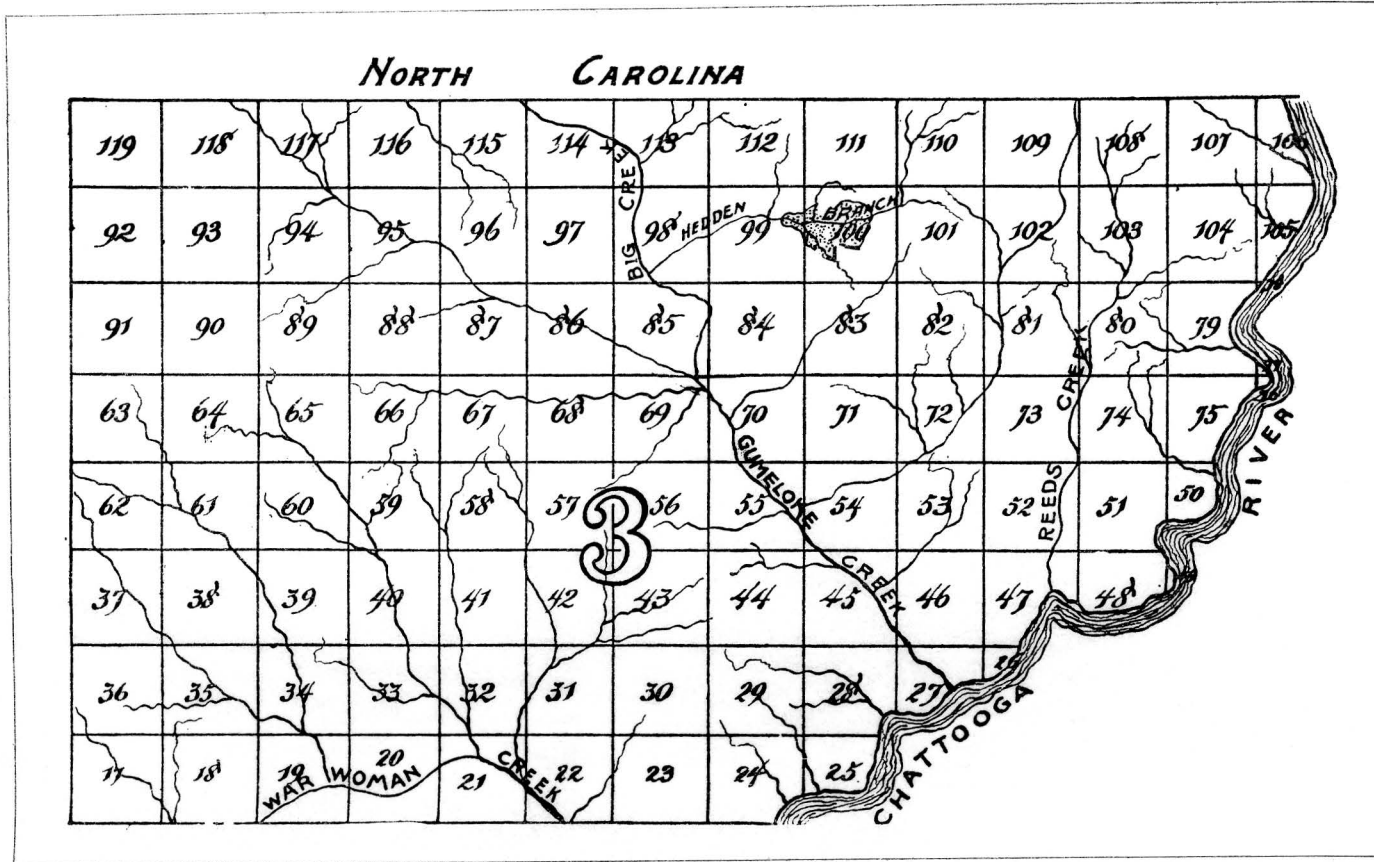 NORTH CAROLINA
119 118 117 116 115 114 113 112 111 110 109 108 107 106
BIG CREEK
HEDDEN BRANCH
92 93 94 95 96 97 98 99 100 101 102 103 104 105
91 90 89 88 87 86 85 84 83 82 81 80 79 78
77
63 64 65 66 67 68 69 70 71 72 73 74 75 76
REEDS CREEK
GUMELOKE CREEK
62 61 60 59 58 57 56 55 54 53 52 51 50
3
RIVER
37 38 39 40 41 42 43 44 45 46 47 48
36 35 34 33 32 31 30 29 28 27 26
17 18 19 20 21 22 23 24 25
WAR WOMAN CREEK
CHATTOOGA